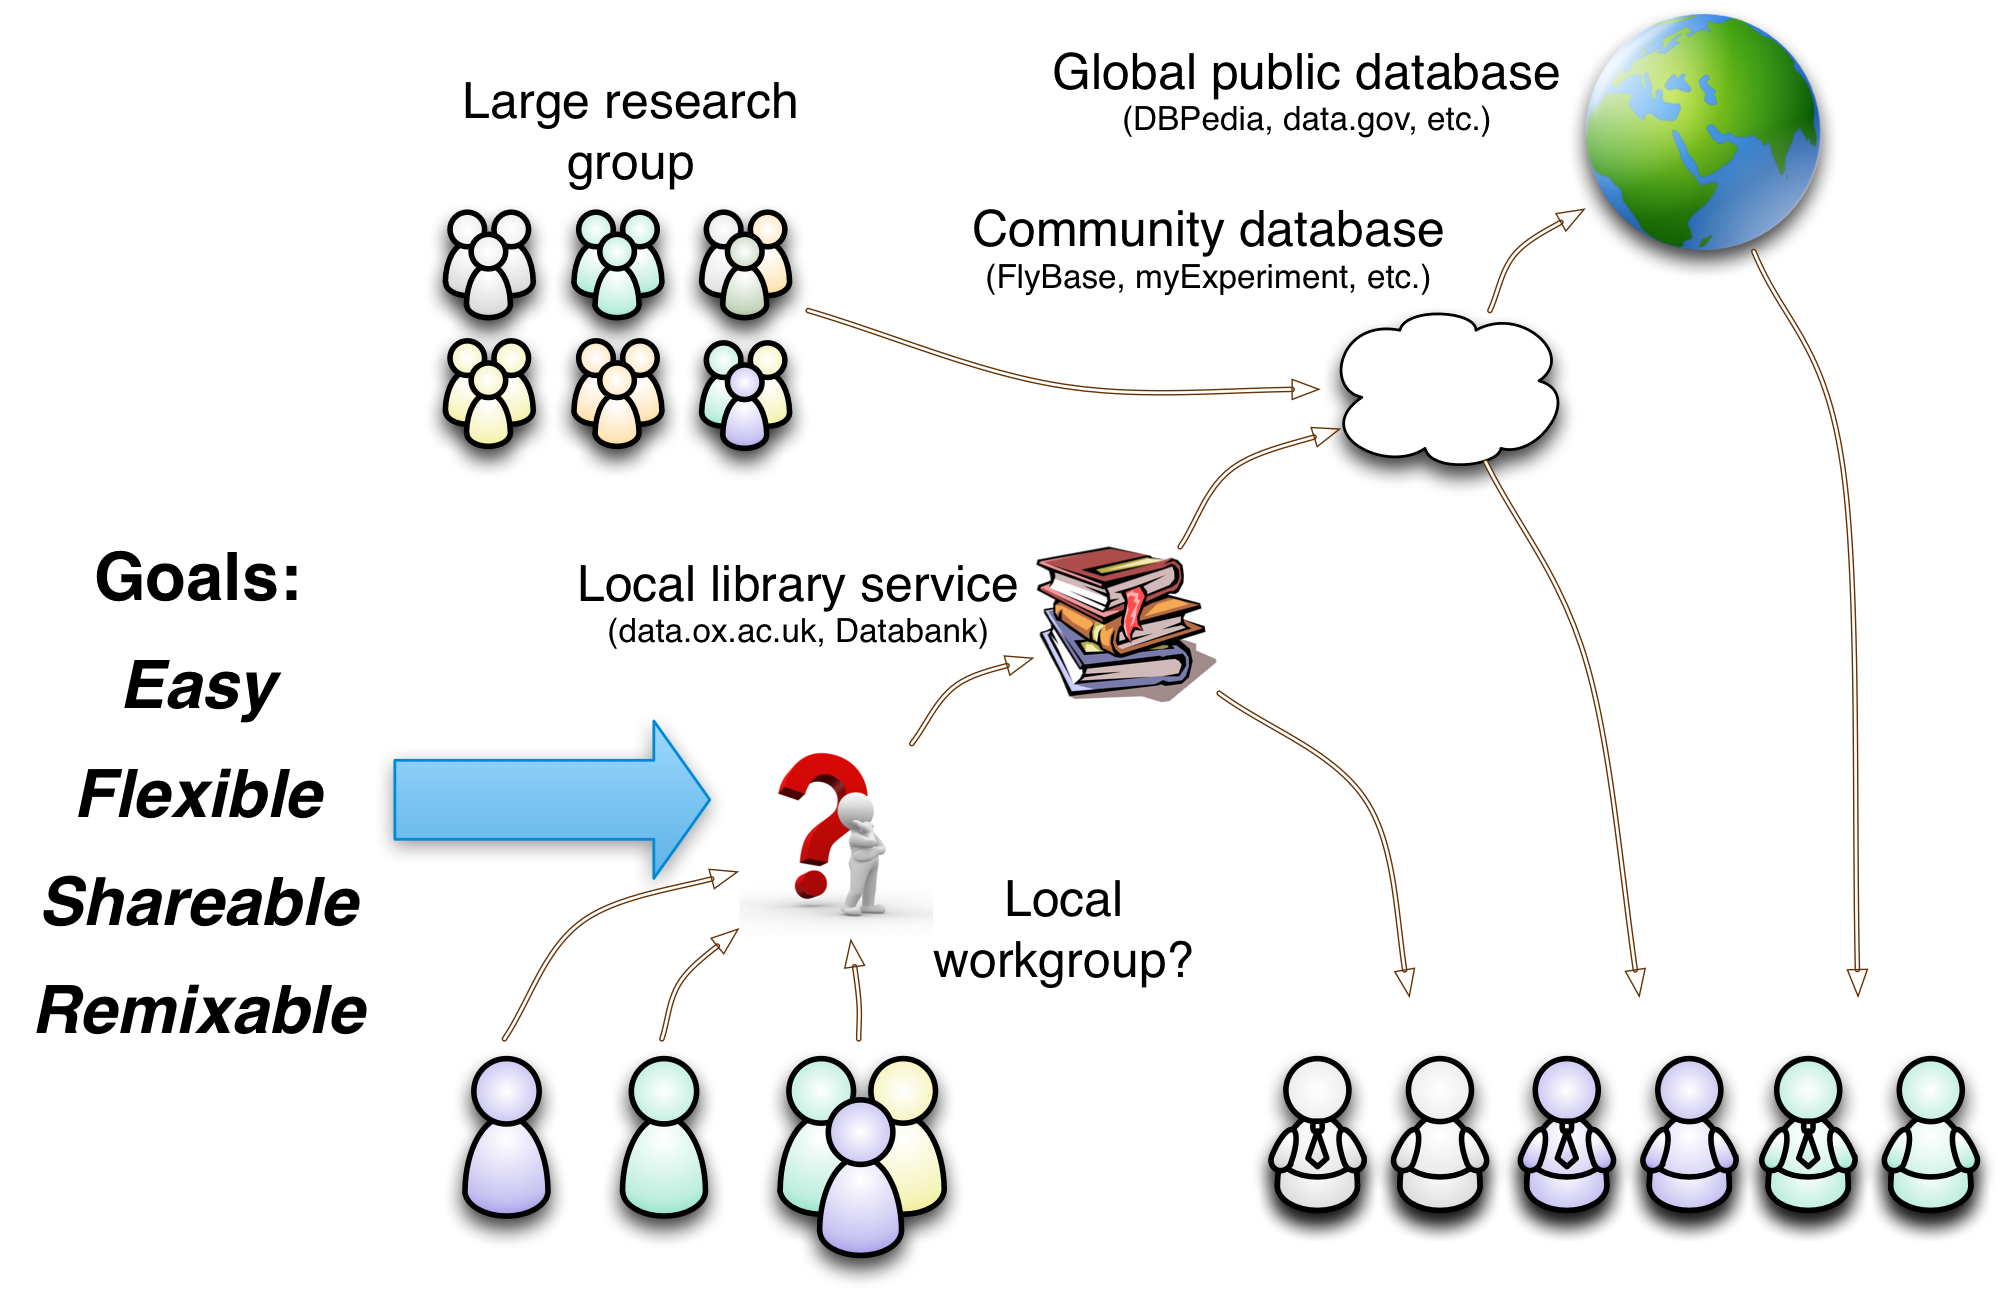 Large research
group
Global public database
(DBPedia, data.gov, etc.)
Community database
(FlyBase, myExperiment, etc.)
Goals:
Easy
Flexible
Shareable
Remixable
Local library service
(data.ox.ac.uk, Databank)
Local
workgroup?